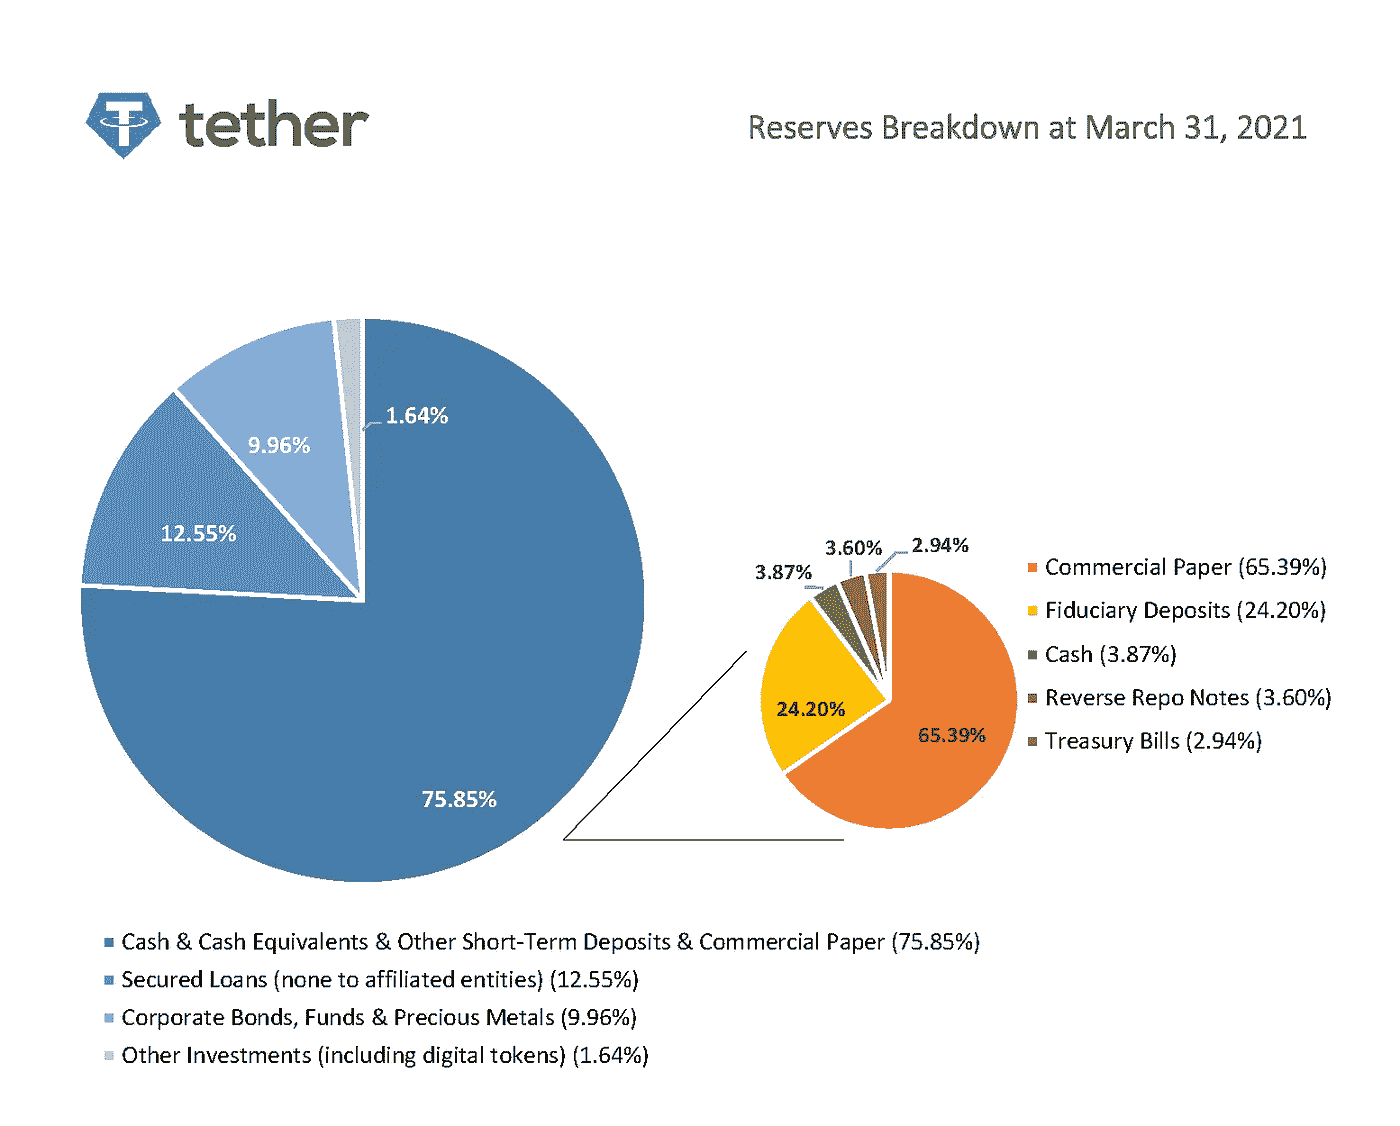 tether
Reserves Breakdown at March 31, 2021
1.64%
9.96%
12.55%
75.85%
3.87%
3.60%
2.94%
24.20%
65.39%
Commercial Paper (65.39%)
Fiduciary Deposits (24.20%)
Cash (3.87%)
Reverse Repo Notes (3.60%)
Treasury Bills (2.94%)
Cash & Cash Equivalents & Other Short-Term Deposits & Commercial Paper (75.85%)
Secured Loans (none to affiliated entities) (12.55%)
Corporate Bonds, Funds & Precious Metals (9.96%)
Other Investments (including digital tokens) (1.64%)